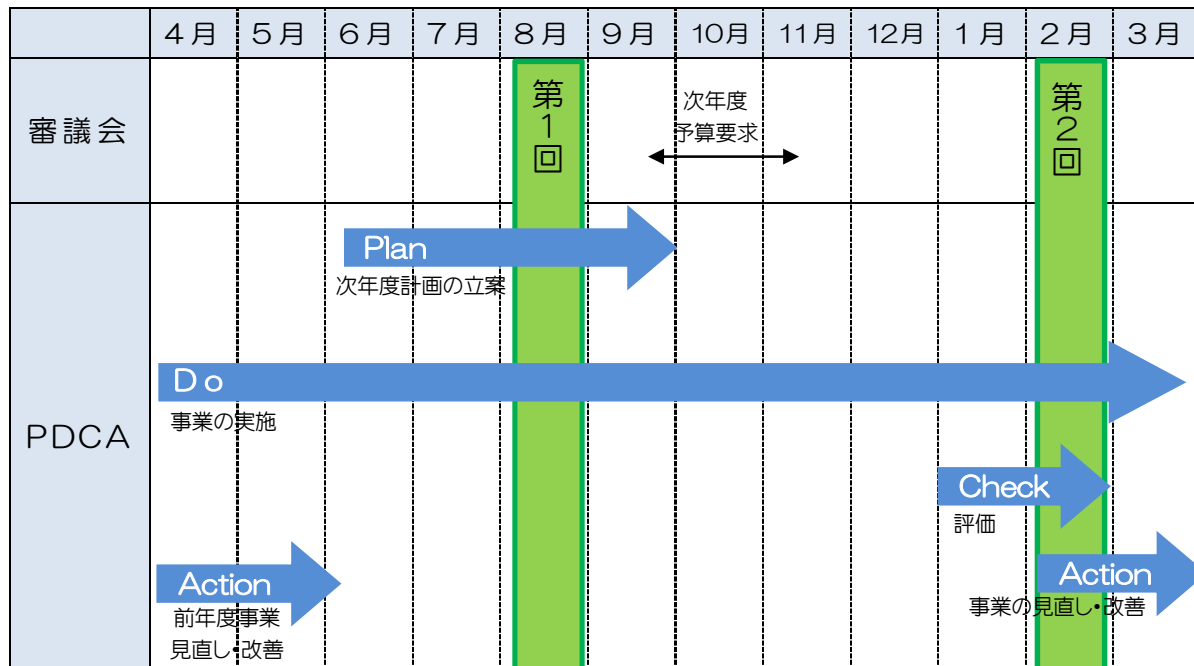 4月 5月 6月 7月 8月 9月 10月 11月 12月 1月 2月 3月
審議会
第1回
次年度
予算要求
第2回
PDCA
Plan
次年度計画の立案
Do
事業の実施
Check
評価
Action
前年度事業
見直し・改善
Action
事業の見直し・改善